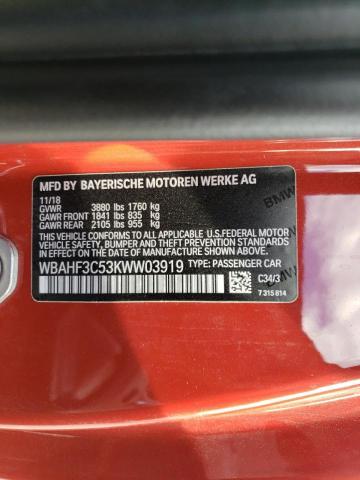 MFD BY BAYERISCHE MOTOREN WERKE AG
11/18
GVWR 3880 lbs 1760 kg
GAWR FRONT 1841 lbs 835 kg
GAWR REAR 2105 lbs 955 kg
THIS VEHICLE CONFORMS TO ALL APPLICABLE U.S.FEDERAL MOTOR
VEHICLE SAFETY, BUMPER, AND THEFT PREVENTION STANDARDS
IN EFFECT ON THE DATE OF MANUFACTURE SHOWN ABOVE.
WBAHF3C53KWW03919 TYPE: PASSENGER CAR
C34/3
7 315 814
BMW
BMW
BMW